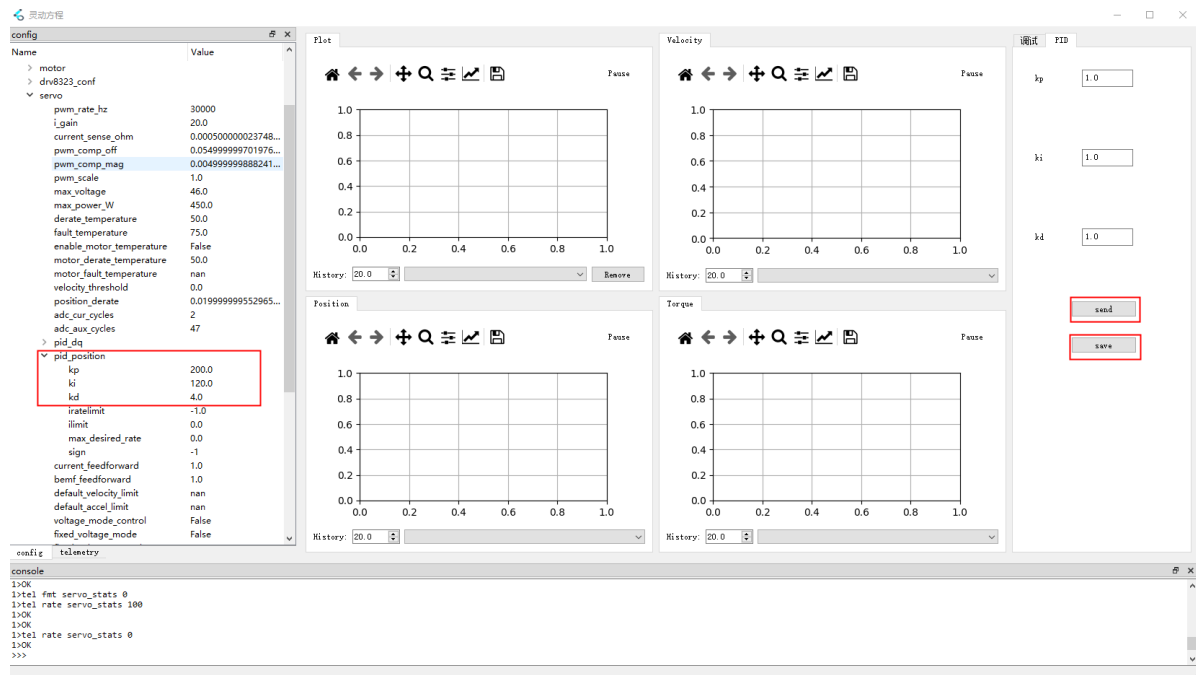 灵动方程
config
Name Value
motor
drv8323_conf
servo
pwm_rate_hz 30000
i_gain 20.0
current_sense_ohm 0.000500000023748...
pwm_comp_off 0.054999999701976...
pwm_comp_mag 0.004999999888241...
pwm_scale 1.0
max_voltage 46.0
max_power_W 450.0
derate_temperature 50.0
fault_temperature 75.0
enable_motor_temperature False
motor_derate_temperature 50.0
motor_fault_temperature nan
velocity_threshold 0.0
position_derate 0.019999999552965...
adc_cur_cycles 2
adc_aux_cycles 47
pid_dq
pid_position
kp 200.0
ki 120.0
kd 4.0
iratelimit -1.0
ilimit 0.0
max_desired_rate 0.0
sign -1
current_feedforward 1.0
bemf_feedforward 1.0
default_velocity_limit nan
default_accel_limit nan
voltage_mode_control False
fixed_voltage_mode False
config telemetry
Plot
Pause
1.0
0.8
0.6
0.4
0.2
0.0
0.0 0.2 0.4 0.6 0.8 1.0
History: 20.0 Remove
Velocity
Pause
1.0
0.8
0.6
0.4
0.2
0.0
0.0 0.2 0.4 0.6 0.8 1.0
History: 20.0
Position
Pause
1.0
0.8
0.6
0.4
0.2
0.0
0.0 0.2 0.4 0.6 0.8 1.0
History: 20.0
Torque
Pause
1.0
0.8
0.6
0.4
0.2
0.0
0.0 0.2 0.4 0.6 0.8 1.0
History: 20.0
调试 PID
kp 1.0
ki 1.0
kd 1.0
send
save
console
1>OK
1>tel fmt servo_stats 0
1>tel rate servo_stats 100
1>OK
1>OK
1>tel rate servo_stats 0
1>OK
>>>